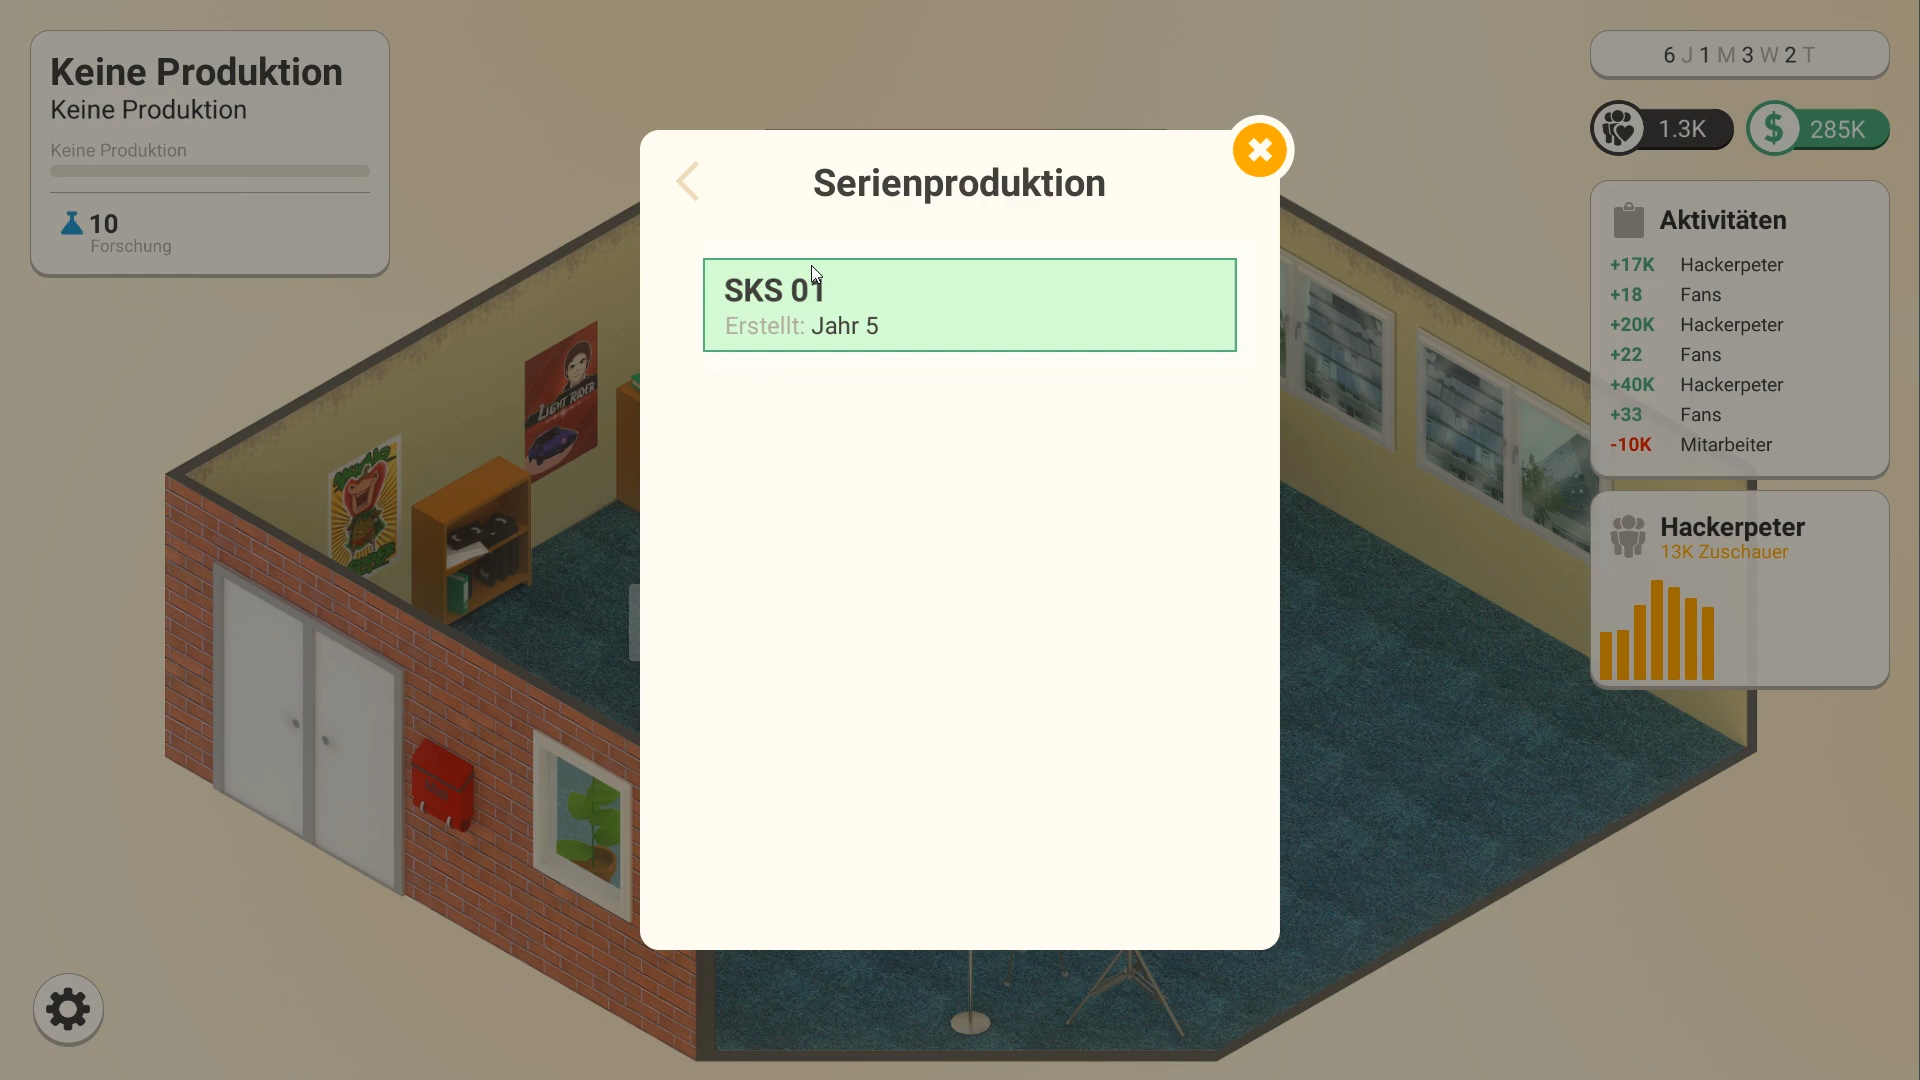 Keine Produktion
Keine Produktion
Keine Produktion
10
Forschung
Serienproduktion
SKS 01
Erstellt: Jahr 5
6 J 1 M 3 W 2 T
1.3K
$ 285K
Aktivitäten
+17K Hackerpeter
+18 Fans
+20K Hackerpeter
+22 Fans
+40K Hackerpeter
+33 Fans
-10K Mitarbeiter
Hackerpeter
13K Zuschauer
LIGHT RIDER